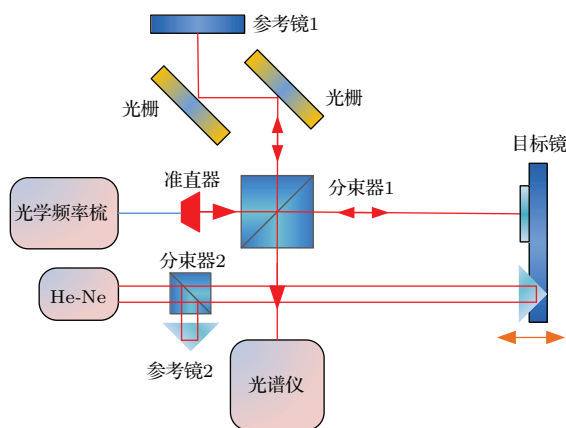 参考镜1
光栅
光栅
目标镜
准直器
分束器1
光学频率梳
分束器2
He-Ne
参考镜2
光谱仪